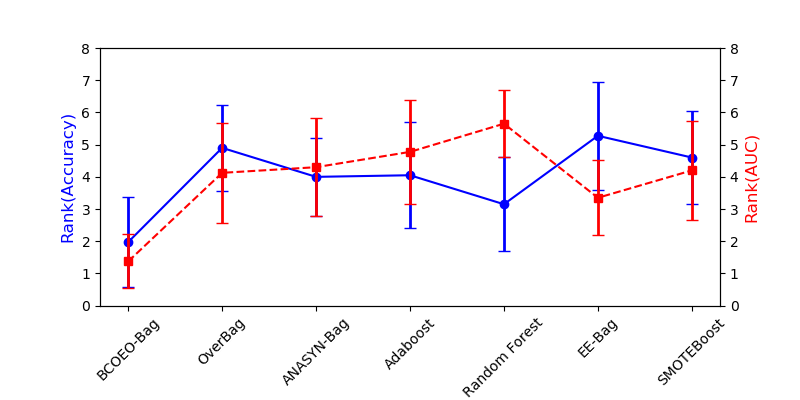 Rank(Accuracy)
8
7
6
5
4
3
2
1
0
8
7
6
5
4
3
2
1
0
Rank(AUC)
BCOEO-Bag
OverBag
ANASYN-Bag
Adaboost
Random Forest
EE-Bag
SMOTEBoost